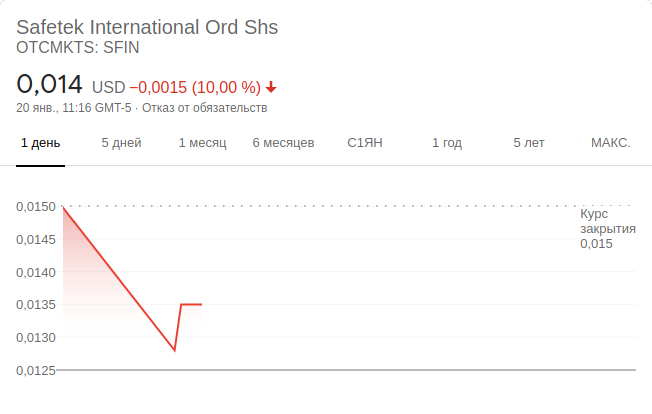 Safetek International Ord Shs
OTCMKTS: SFIN
0,014 USD −0,0015 (10,00 %)
20 янв., 11:16 GMT-5 · Отказ от обязательств
1 день 5 дней 1 месяц 6 месяцев С1ЯН 1 год 5 лет МАКС.
0,0150
Курс
закрытия
0,015
0,0145
0,0140
0,0135
0,0130
0,0125